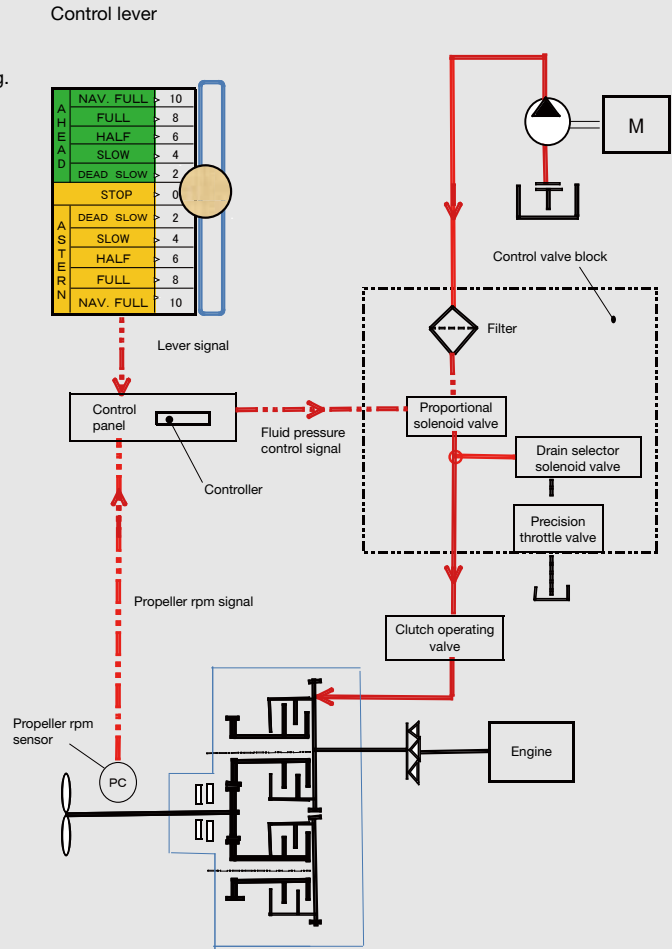 Control lever
g.
AHEAD
NAV. FULL > 10
FULL > 8
HALF > 6
SLOW > 4
DEAD SLOW > 2
STOP > 0
ASTERN
DEAD SLOW > 2
SLOW > 4
HALF > 6
FULL > 8
NAV. FULL > 10
M
Control valve block
Filter
Lever signal
Control
panel
Fluid pressure
control signal
Proportional
solenoid valve
Drain selector
solenoid valve
Controller
Precision
throttle valve
Propeller rpm signal
Clutch operating
valve
Propeller rpm
sensor
PC
Engine